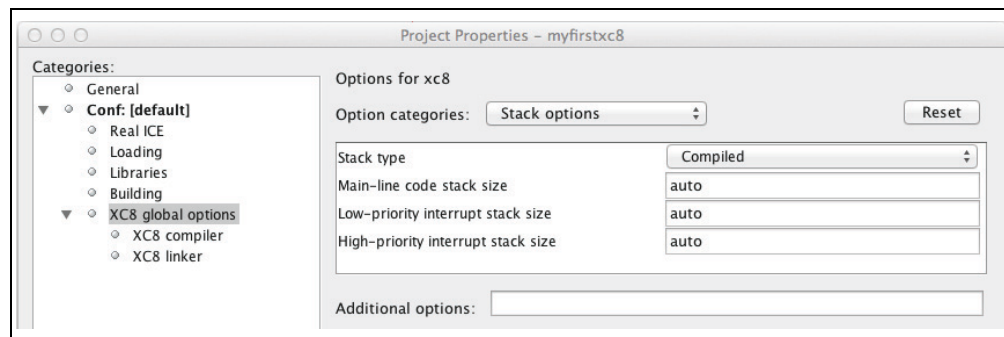 Project Properties – myfirstxc8
Categories:
General
Conf: [default]
Real ICE
Loading
Libraries
Building
XC8 global options
XC8 compiler
XC8 linker
Options for xc8
Option categories: Stack options Reset
Stack type Compiled
Main-line code stack size auto
Low-priority interrupt stack size auto
High-priority interrupt stack size auto
Additional options: